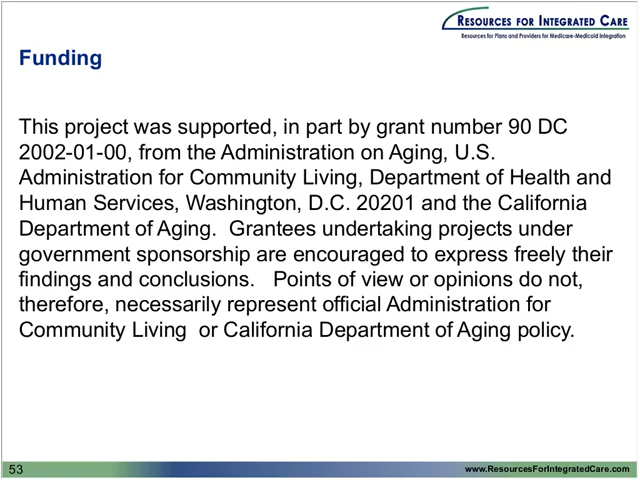 RESOURCES FOR INTEGRATED CARE
Resources for Plans and Providers for Medicare-Medicaid Integration
Funding
This project was supported, in part by grant number 90 DC
2002-01-00, from the Administration on Aging, U.S.
Administration for Community Living, Department of Health and
Human Services, Washington, D.C. 20201 and the California
Department of Aging.  Grantees undertaking projects under
government sponsorship are encouraged to express freely their
findings and conclusions.   Points of view or opinions do not,
therefore, necessarily represent official Administration for
Community Living  or California Department of Aging policy.
53
www.ResourcesForIntegratedCare.com